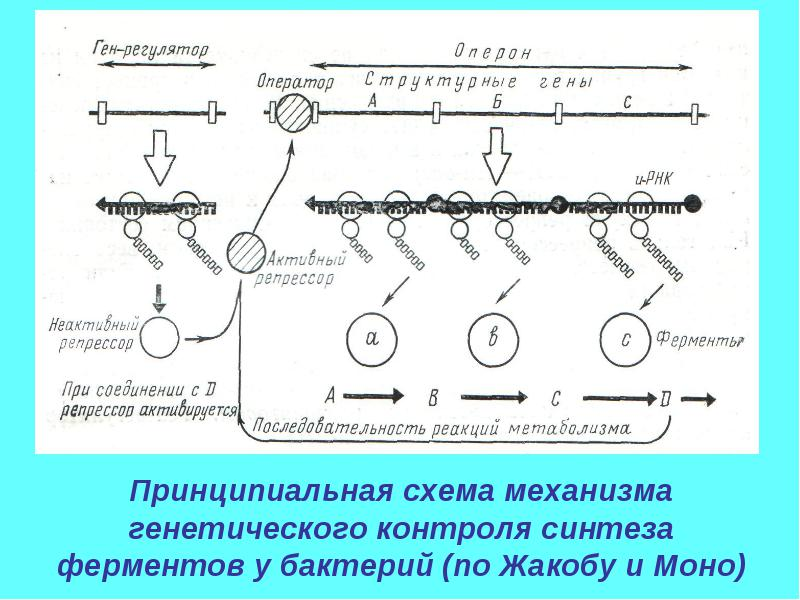 Ген-регулятор
Оперон
Оператор
Структурные гены
А Б С
и-РНК
Активный
репрессор
Неактивный
репрессор
а в с Ферменты
При соединении с D
репрессор активируется
А В С D
Последовательность реакций метаболизма
Принципиальная схема механизма
генетического контроля синтеза
ферментов у бактерий (по Жакобу и Моно)